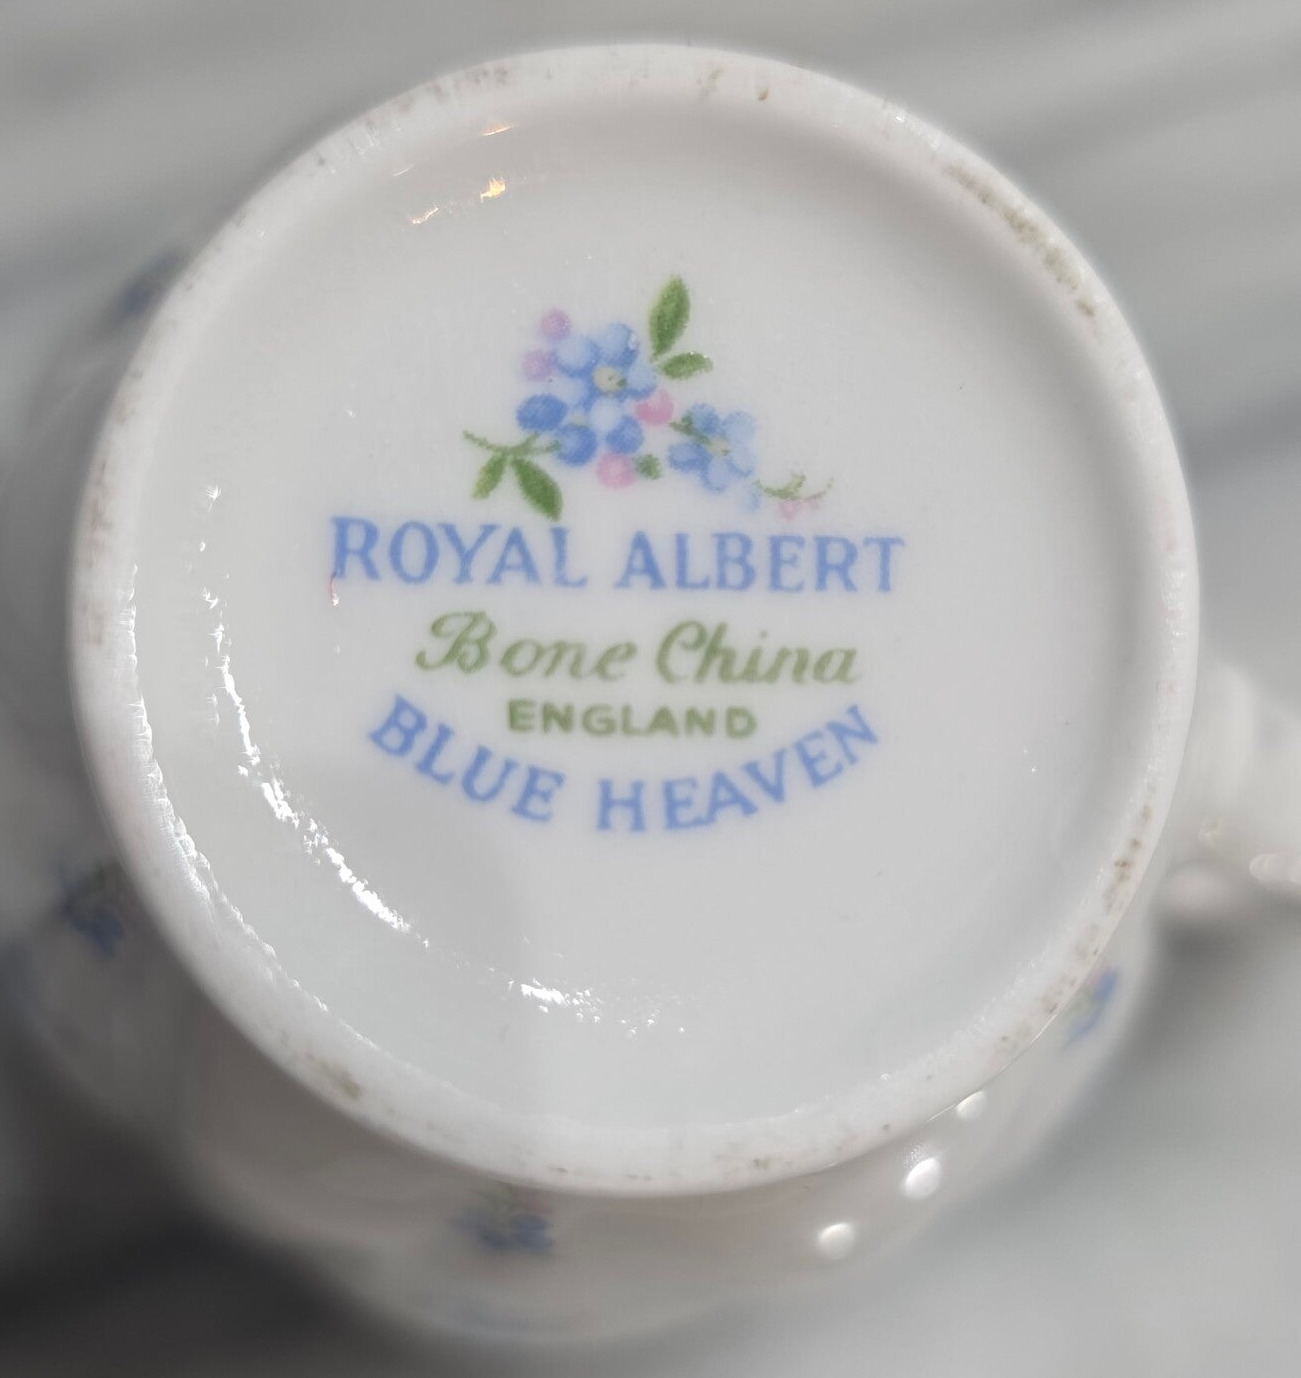 ROYAL ALBERT
Bone China
ENGLAND
BLUE HEAVEN